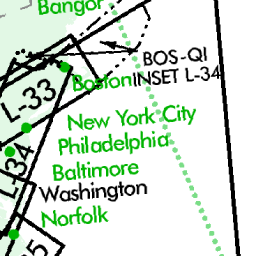 Bangor
BOS-QI
Boston INSET L-34
L-33
New York City
Philadelphia
L-34
Baltimore
Washington
Norfolk